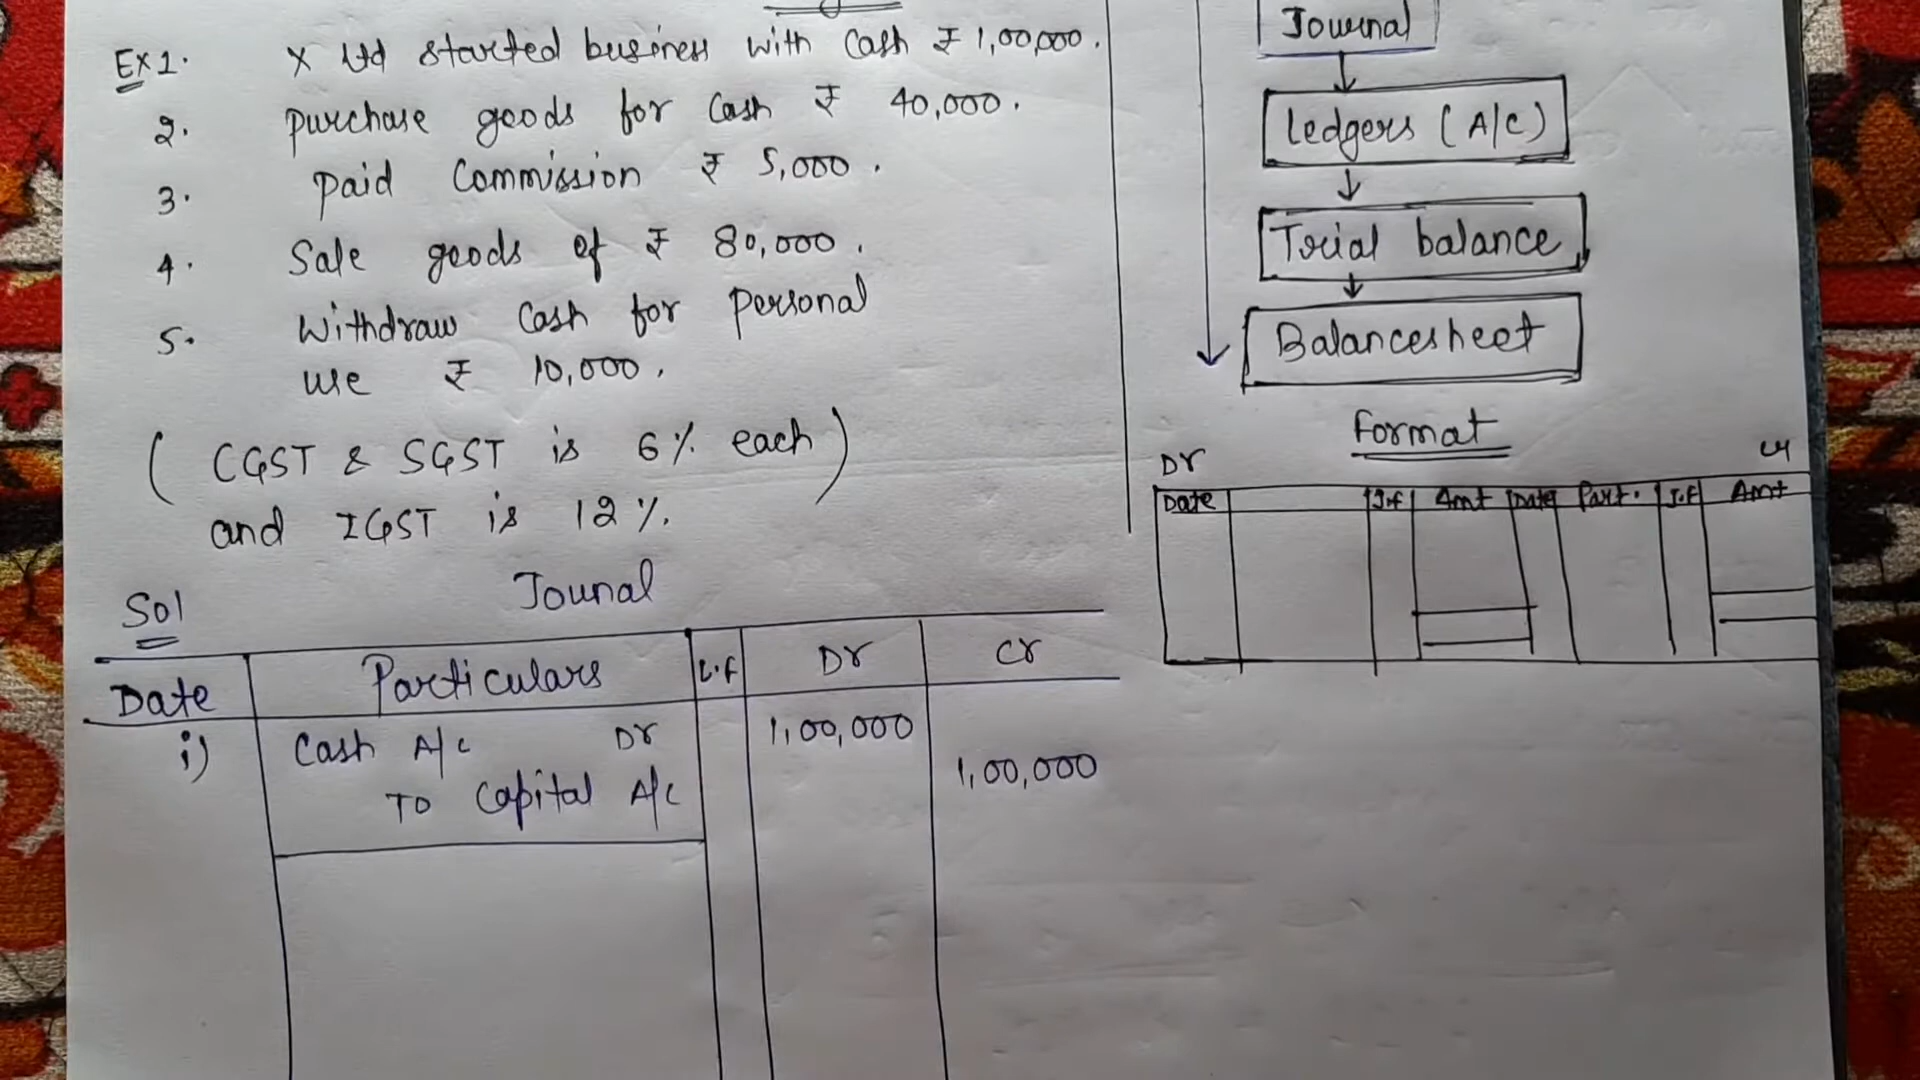 Ex 1. X Ltd started business with Cash ₹ 1,00,000.
2. purchase goods for Cash ₹ 40,000.
3. paid Commission ₹ 5,000.
4. Sale goods of ₹ 80,000.
5. Withdraw Cash for personal
use ₹ 10,000.
( CGST & SGST is 6% each )
and IGST is 12%.
Journal
Ledgers (A/C)
Trial balance
Balancesheet
Format
Dr Cr
Date J.f Amt Date Part. J.f Amt
Sol Jounal
Date Particulars L.F Dr Cr
i) Cash A/c Dr 1,00,000
To Capital A/c 1,00,000